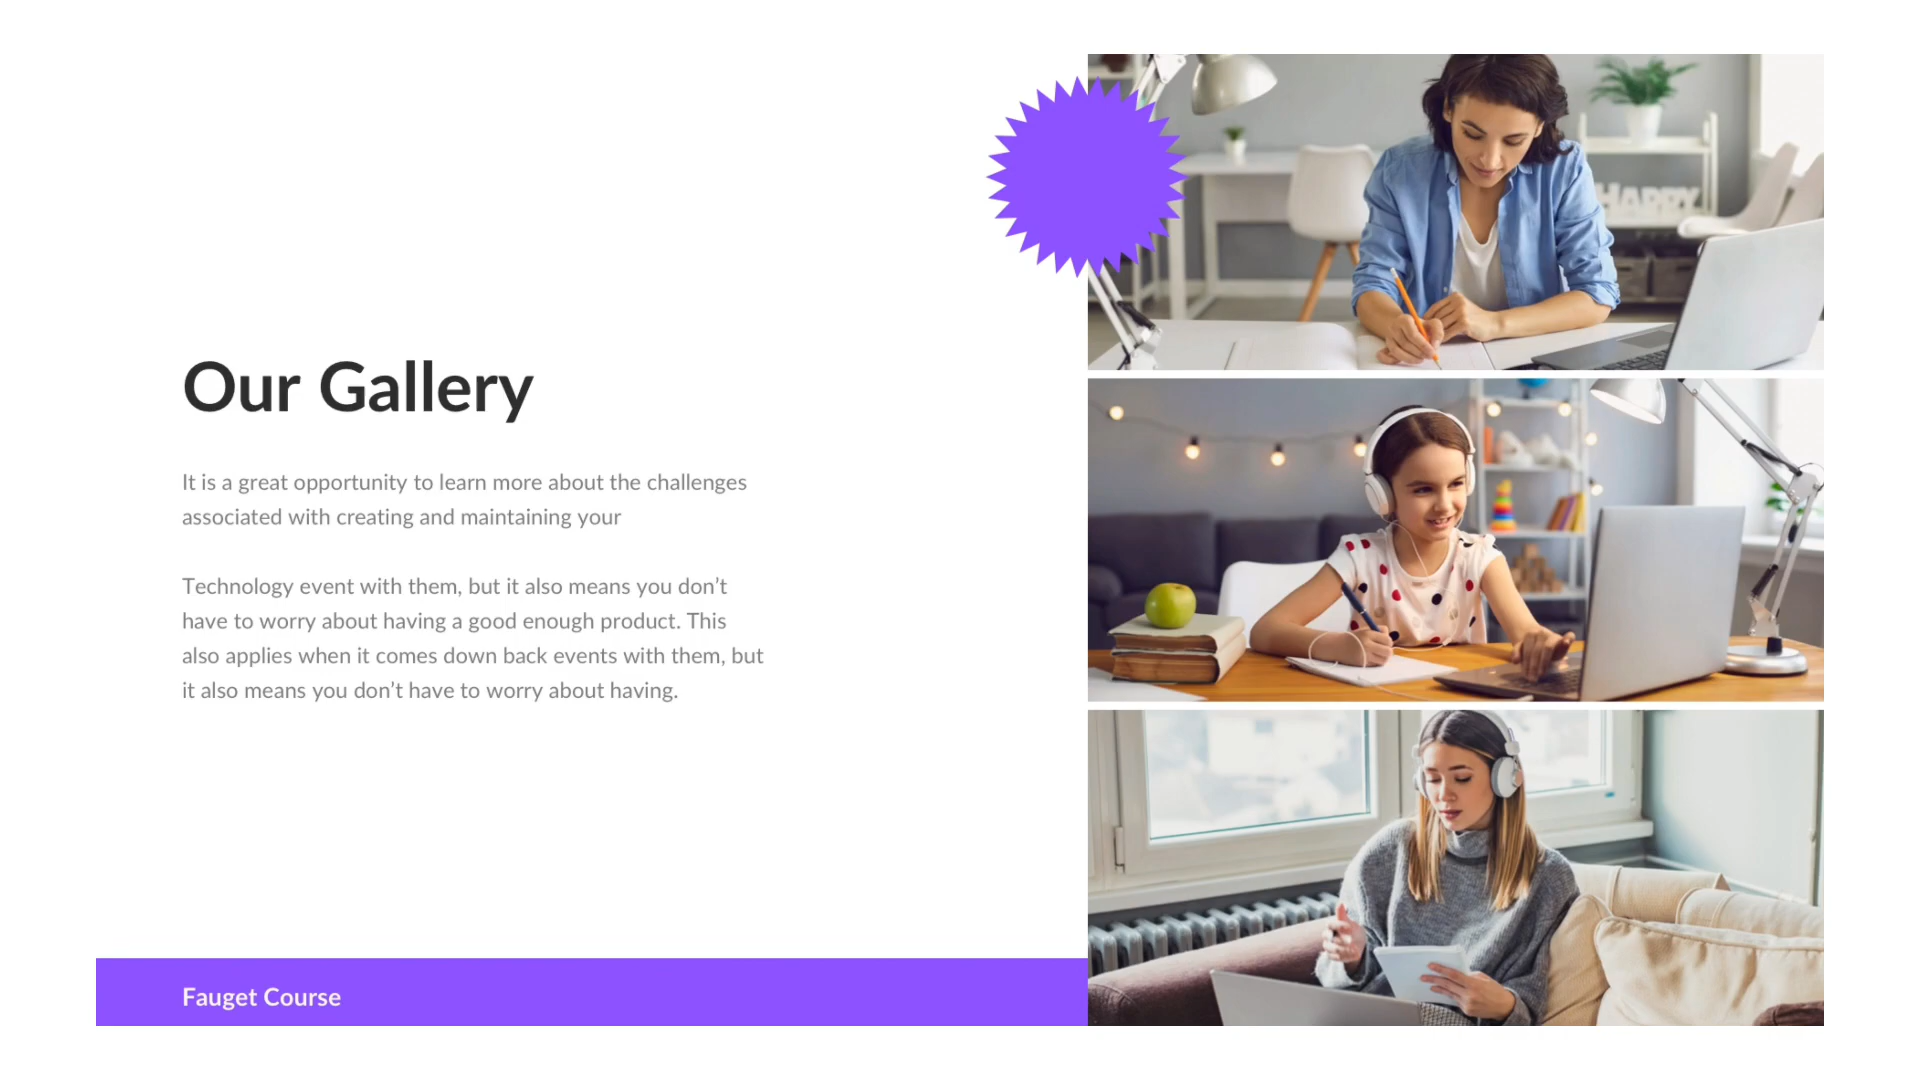 HAPPY
Our Gallery
It is a great opportunity to learn more about the challenges
associated with creating and maintaining your
Technology event with them, but it also means you don’t
have to worry about having a good enough product. This
also applies when it comes down back events with them, but
it also means you don’t have to worry about having.
Fauget Course